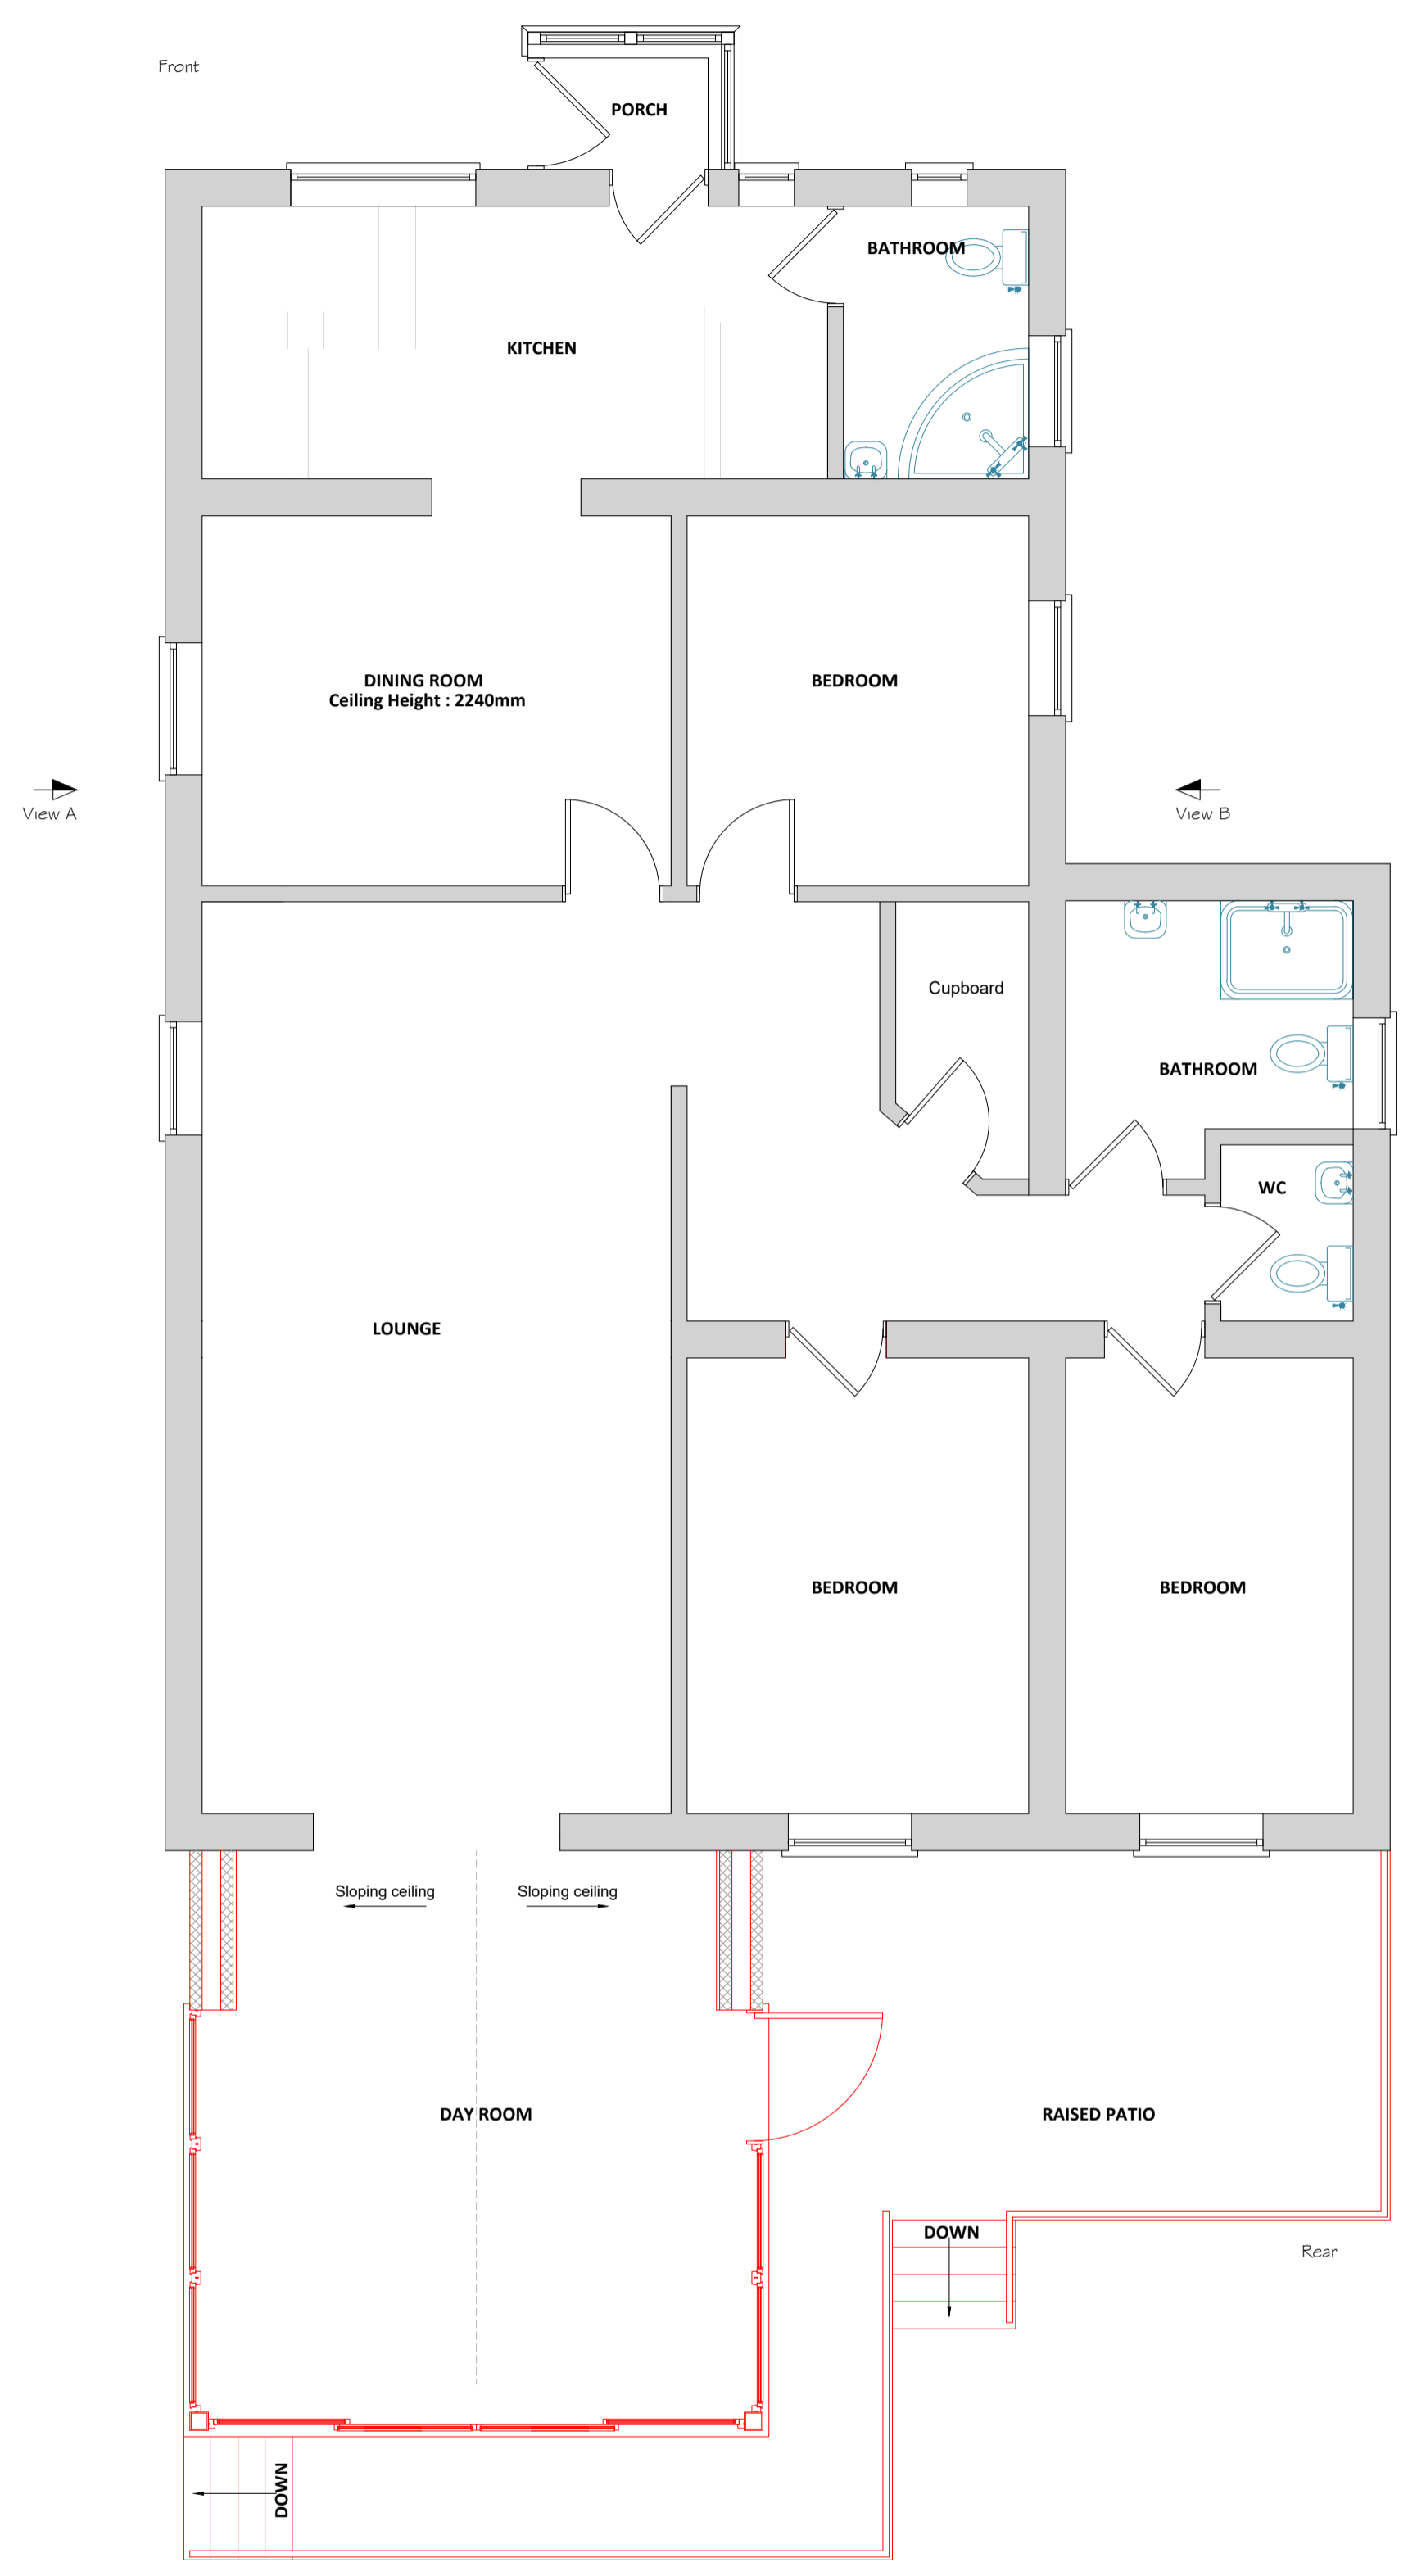 Front
PORCH
BATHROOM
KITCHEN
DINING ROOM
Ceiling Height : 2240mm
BEDROOM
View A
View B
Cupboard
BATHROOM
WC
LOUNGE
BEDROOM
BEDROOM
Sloping ceiling
Sloping ceiling
DAY ROOM
RAISED PATIO
DOWN
Rear
DOWN